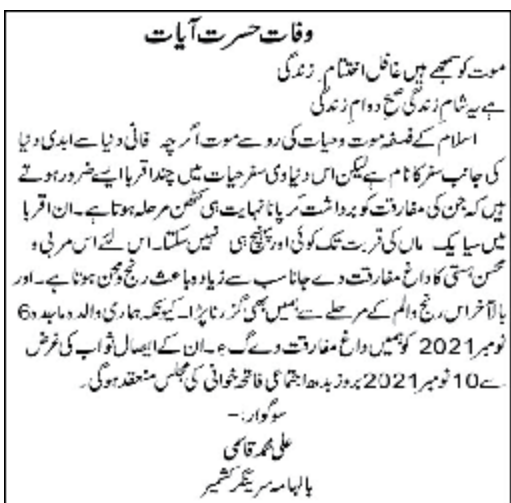 وفات حسرت آیات
موت کو سمجھے ہیں غافل اختتام زندگی
ہے یہ شام زندگی صبح دوام زندگی
اسلام کے فلسفہ موت وحیات کی رو سے موت اگرچہ فانی دنیا سے ابدی دنیا
کی جانب سفر کا نام ہے لیکن اس دنیاوی سفر حیات میں چند اقربا ایسے ضرور ہوتے
ہیں کہ جن کی مفارقت کو برداشت کر پانا نہایت ہی کٹھن مرحلہ ہوتا ہے۔ ان اقربا
میں سیا یک ماں کی قربت تک کوئی اور پہنچ ہی نہیں سکتا۔ اس لئے اس مربی و
محسن ہستی کا داغ مفارقت دے جانا سب سے زیادہ باعث رنج ومحن ہوتا ہے۔ اور
بالآخر اس رنج والم کے مرحلے سے ہمیں بھی گزرنا پڑا۔ کیونکہ ہماری والدہ ماجدہ 6
نومبر 2021 کو ہمیں داغ مفارقت دے گ e۔ ان کے ایصال ثواب کی غرض
سے 10 نومبر 2021 بروز بدھ اجتماعی فاتحہ خوانی کی مجلس منعقد ہوگی۔
سوگوار:-
علی محمد قاسمی
بالہامہ سرینگر کشمیر